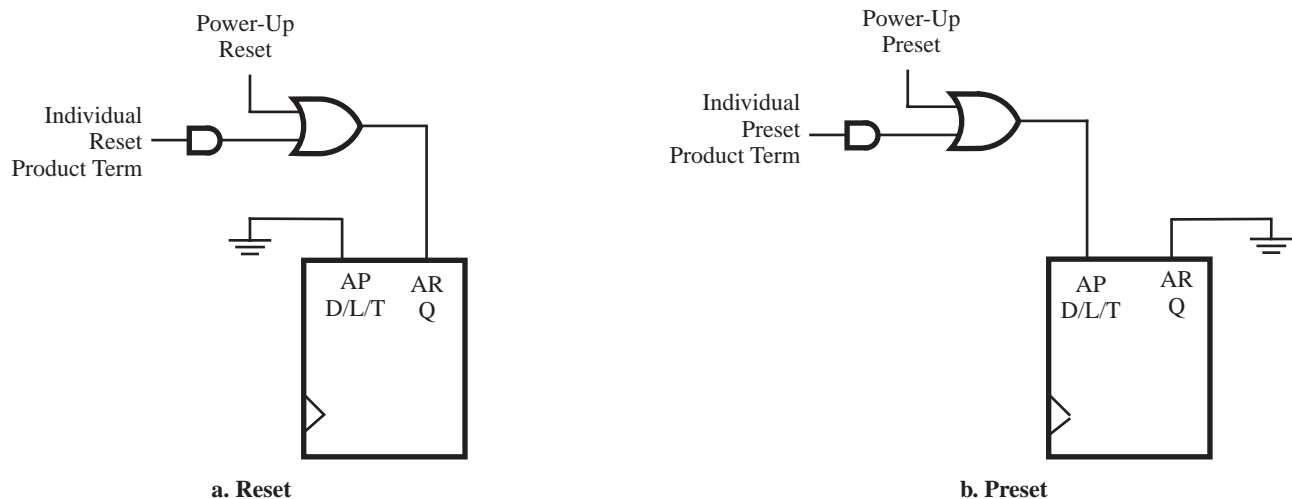 Power-Up
Reset
Individual
Reset
Product Term
AP
AR
D/L/T
Q
a. Reset
Power-Up
Preset
Individual
Preset
Product Term
AP
AR
D/L/T
Q
b. Preset